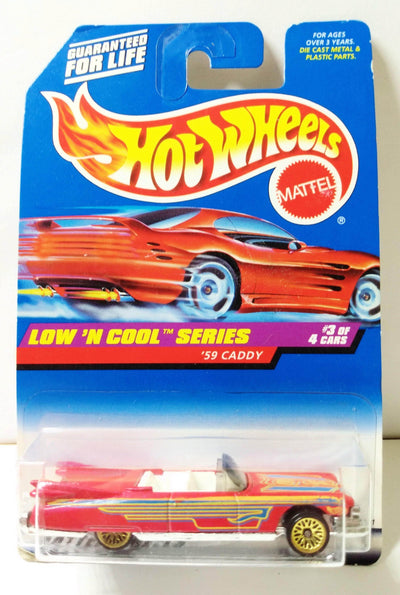 GUARANTEED
FOR LIFE
FOR AGES
OVER 3 YEARS.
DIE CAST METAL &
PLASTIC PARTS.
HOT WHEELS
MATTEL
®
LOW 'N COOL™ SERIES
#3 OF
4 CARS
'59 CADDY